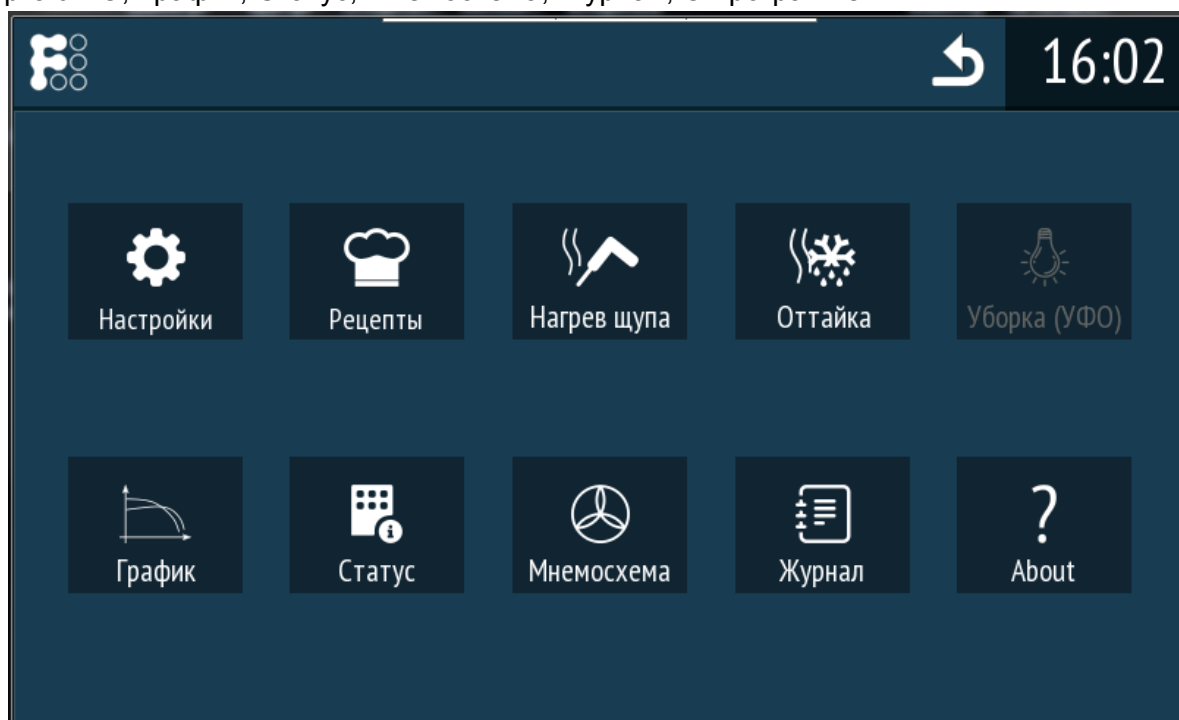 16:02
Настройки
Рецепты
Нагрев щупа
Оттайка
Уборка (УФО)
График
Статус
Мнемосхема
Журнал
About